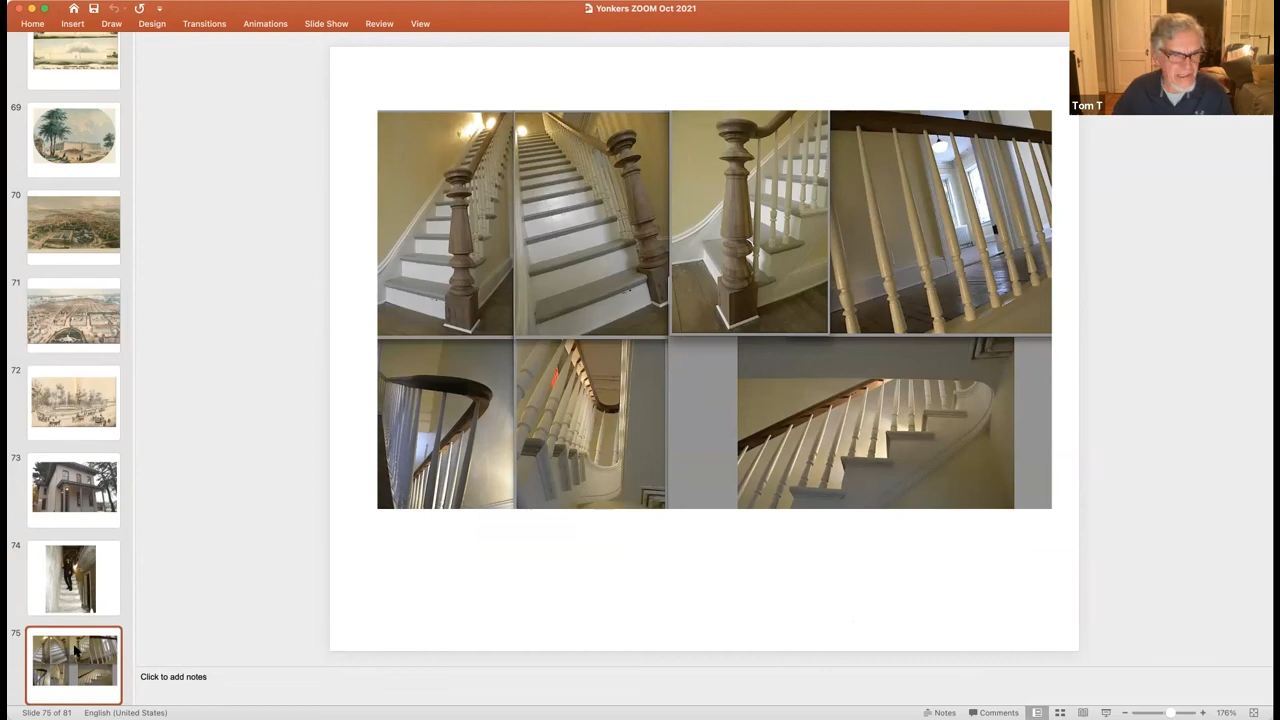 Yonkers ZOOM Oct 2021
Home Insert Draw Design Transitions Animations Slide Show Review View
Tom T
69
70
71
72
73
74
75
Click to add notes
Slide 75 of 81 English (United States) Notes Comments 176%